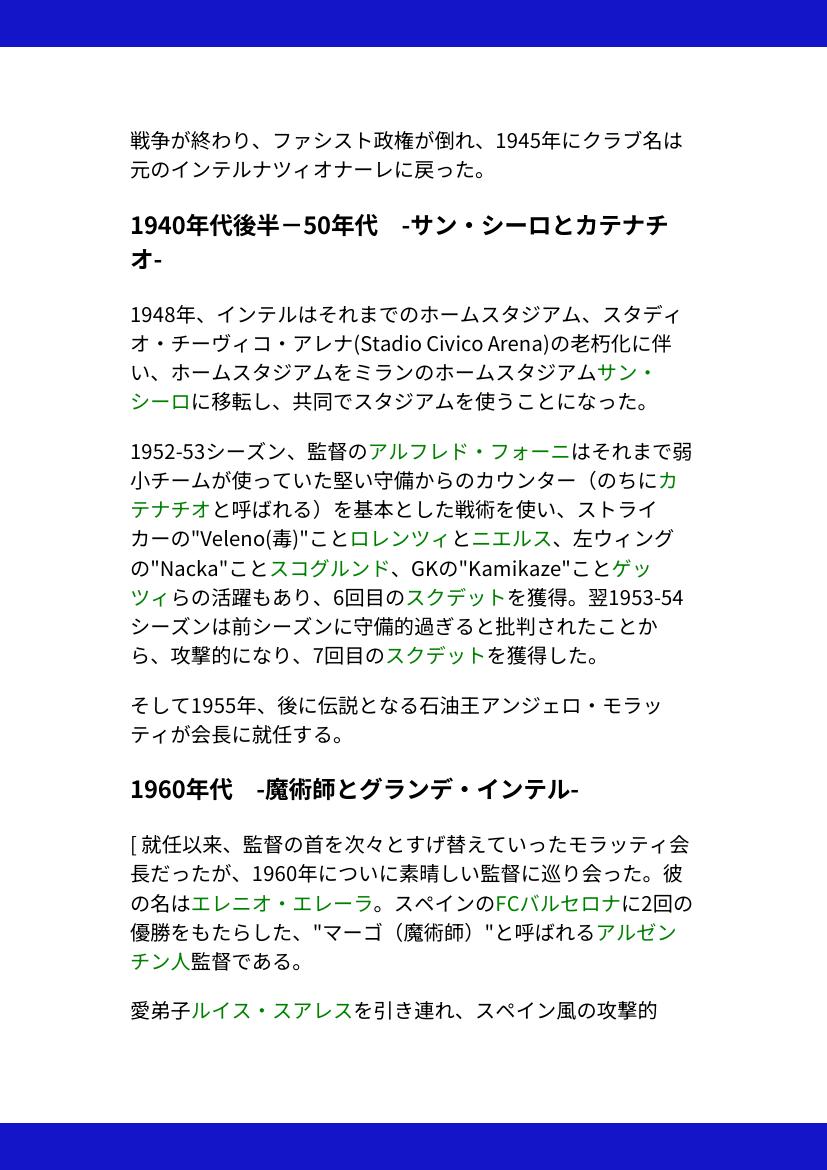 戦争が終わり、ファシスト政権が倒れ、1945年にクラブ名は
元のインテルナツィオナーレに戻った。
1940年代後半－50年代　-サン・シーロとカテナチ
オ-
1948年、インテルはそれまでのホームスタジアム、スタディ
オ・チーヴィコ・アレナ(Stadio Civico Arena)の老朽化に伴
い、ホームスタジアムをミランのホームスタジアムサン・
シーロに移転し、共同でスタジアムを使うことになった。
1952-53シーズン、監督のアルフレド・フォーニはそれまで弱
小チームが使っていた堅い守備からのカウンター（のちにカ
テナチオと呼ばれる）を基本とした戦術を使い、ストライ
カーの"Veleno(毒)"ことロレンツィとニエルス、左ウィング
の"Nacka"ことスコグルンド、GKの"Kamikaze"ことゲッ
ツィらの活躍もあり、6回目のスクデットを獲得。翌1953-54
シーズンは前シーズンに守備的過ぎると批判されたことか
ら、攻撃的になり、7回目のスクデットを獲得した。
そして1955年、後に伝説となる石油王アンジェロ・モラッ
ティが会長に就任する。
1960年代　-魔術師とグランデ・インテル-
[ 就任以来、監督の首を次々とすげ替えていったモラッティ会
長だったが、1960年についに素晴しい監督に巡り会った。彼
の名はエレニオ・エレーラ。スペインのFCバルセロナに2回の
優勝をもたらした、"マーゴ（魔術師）"と呼ばれるアルゼン
チン人監督である。
愛弟子ルイス・スアレスを引き連れ、スペイン風の攻撃的